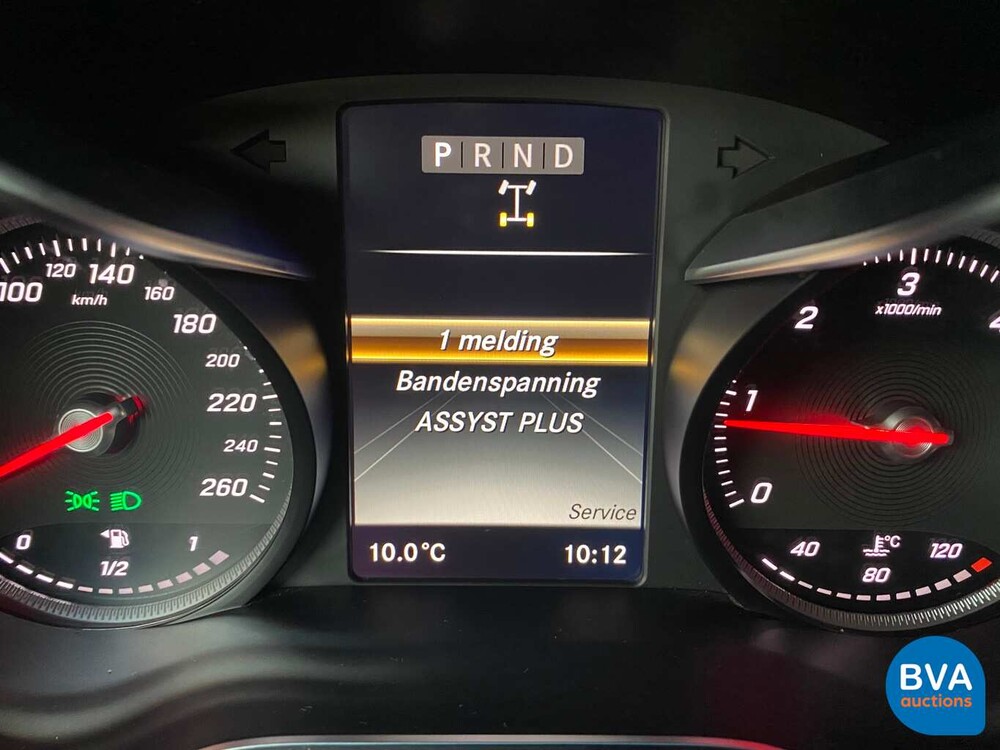 P R N D
1 melding
Bandenspanning
ASSYST PLUS
Service
10.0°C 10:12
100 120 140 160 180 200 220 240 260
km/h
0 1/2 1
0 1 2 3 4
x1000/min
40 80 120
°C
BVA
auctions